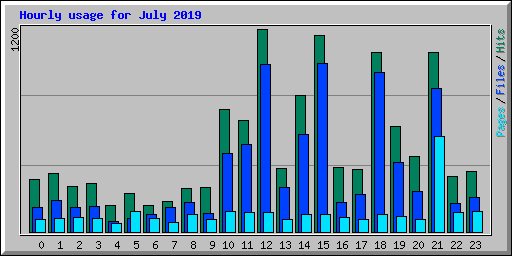 Hourly usage for July 2019
1200
Pages/Files/Hits
0 1 2 3 4 5 6 7 8 9 10 11 12 13 14 15 16 17 18 19 20 21 22 23